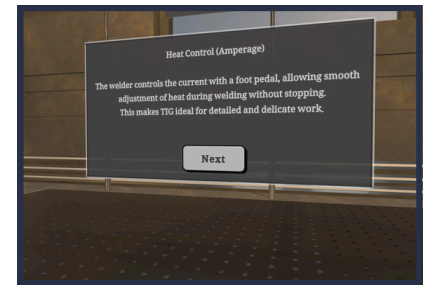 Heat Control (Amperage)
The welder controls the current with a foot pedal, allowing smooth
adjustment of heat during welding without stopping.
This makes TIG ideal for detailed and delicate work.
Next